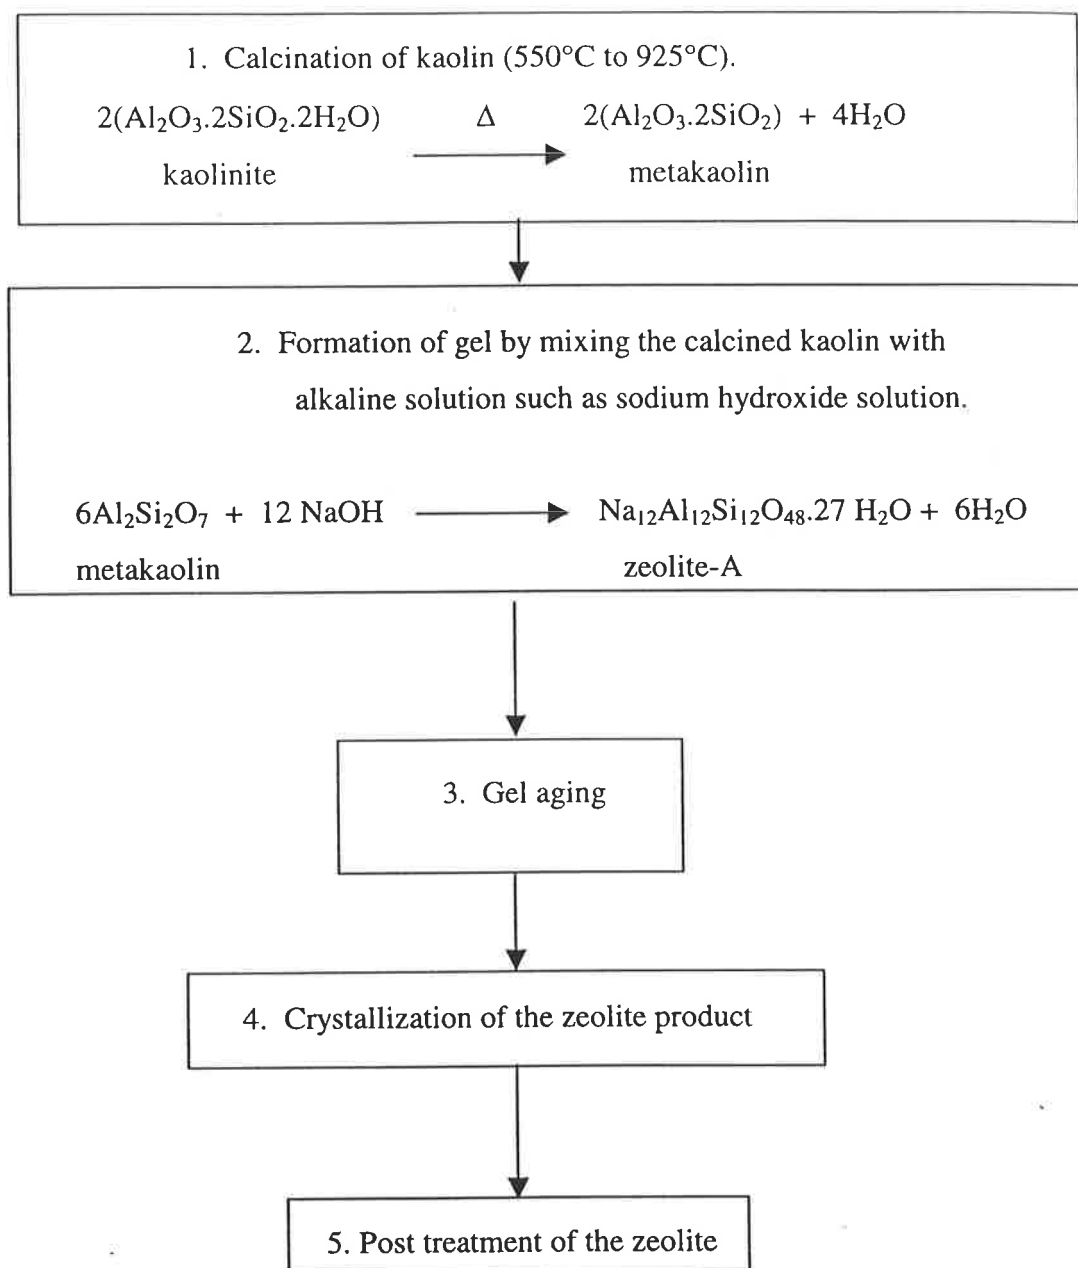 1. Calcination of kaolin (550°C to 925°C).
2(Al₂O₃.2SiO₂.2H₂O) Δ 2(Al₂O₃.2SiO₂) + 4H₂O
kaolinite metakaolin
2. Formation of gel by mixing the calcined kaolin with
alkaline solution such as sodium hydroxide solution.
6Al₂Si₂O₇ + 12 NaOH Na₁₂Al₁₂Si₁₂O₄₈.27 H₂O + 6H₂O
metakaolin zeolite-A
3. Gel aging
4. Crystallization of the zeolite product
5. Post treatment of the zeolite